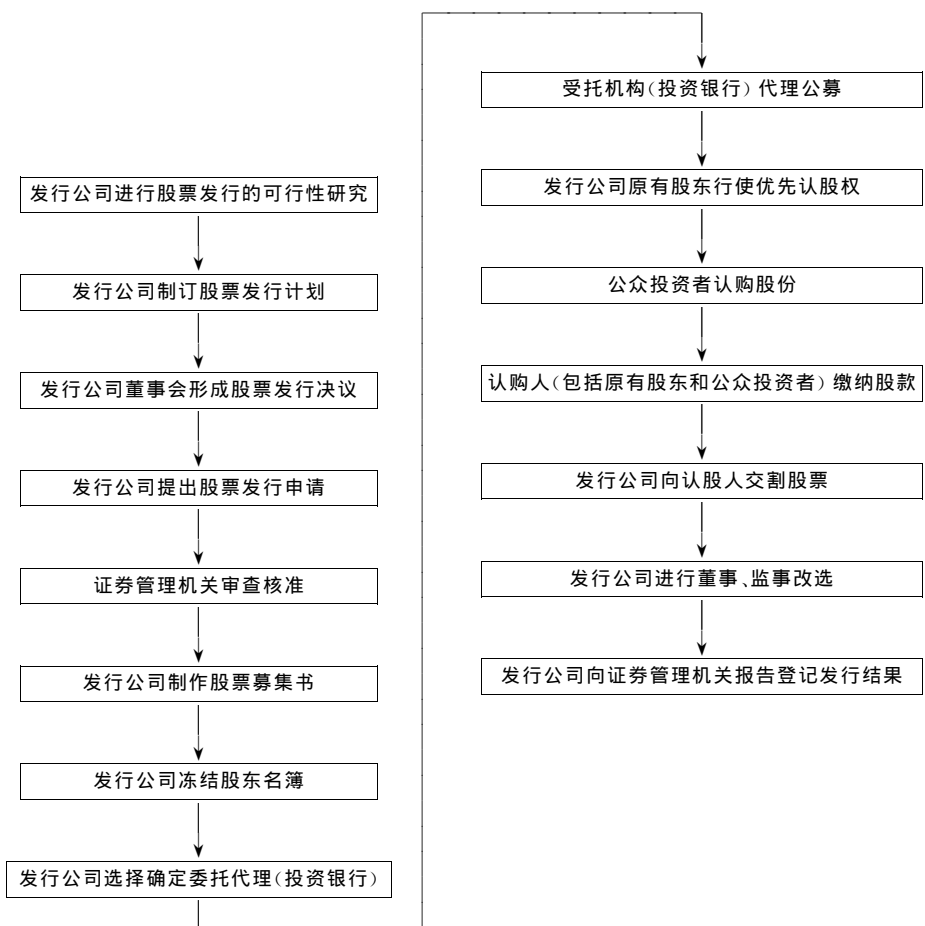 发行公司进行股票发行的可行性研究
发行公司制订股票发行计划
发行公司董事会形成股票发行决议
发行公司提出股票发行申请
证券管理机关审查核准
发行公司制作股票募集书
发行公司冻结股东名簿
发行公司选择确定委托代理(投资银行)
受托机构(投资银行)代理公募
发行公司原有股东行使优先认股权
公众投资者认购股份
认购人(包括原有股东和公众投资者)缴纳股款
发行公司向认股人交割股票
发行公司进行董事、监事改选
发行公司向证券管理机关报告登记发行结果